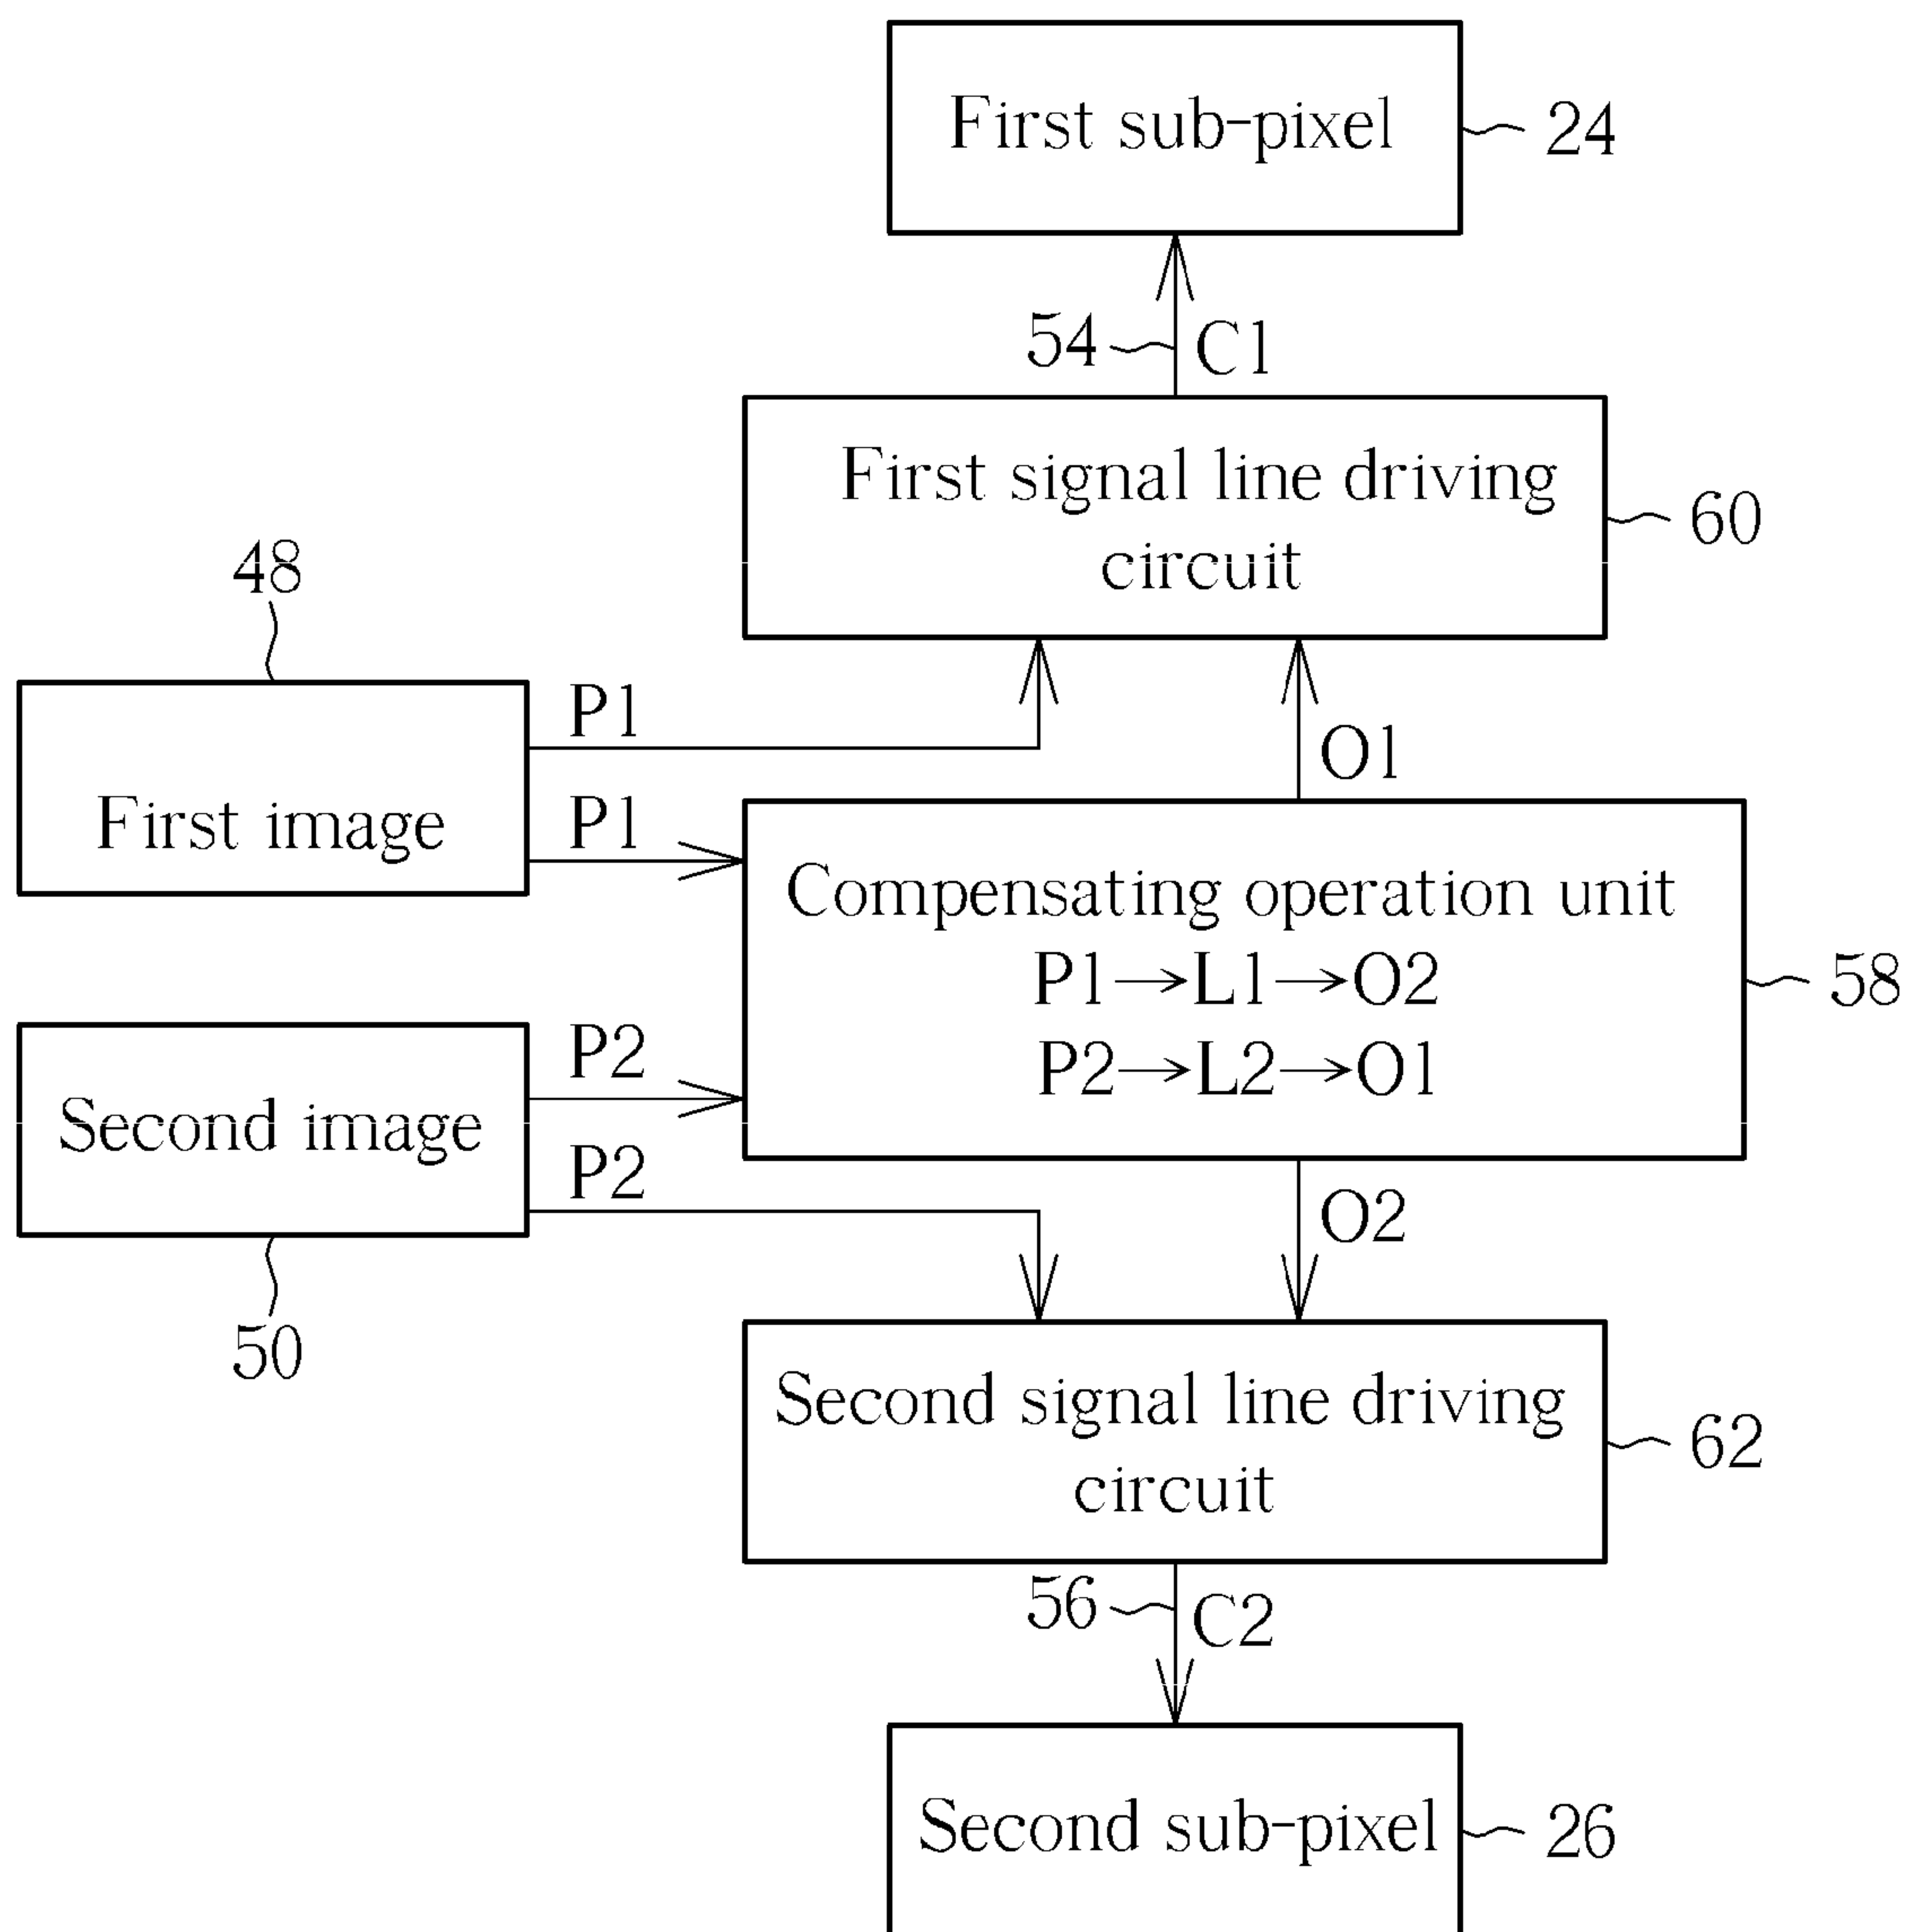 First sub-pixel
24
54
C1
First signal line driving
circuit
60
48
P1
O1
First image
P1
Compensating operation unit
P1→L1→O2
P2→L2→O1
58
P2
Second image
P2
O2
50
Second signal line driving
circuit
62
56
C2
Second sub-pixel
26